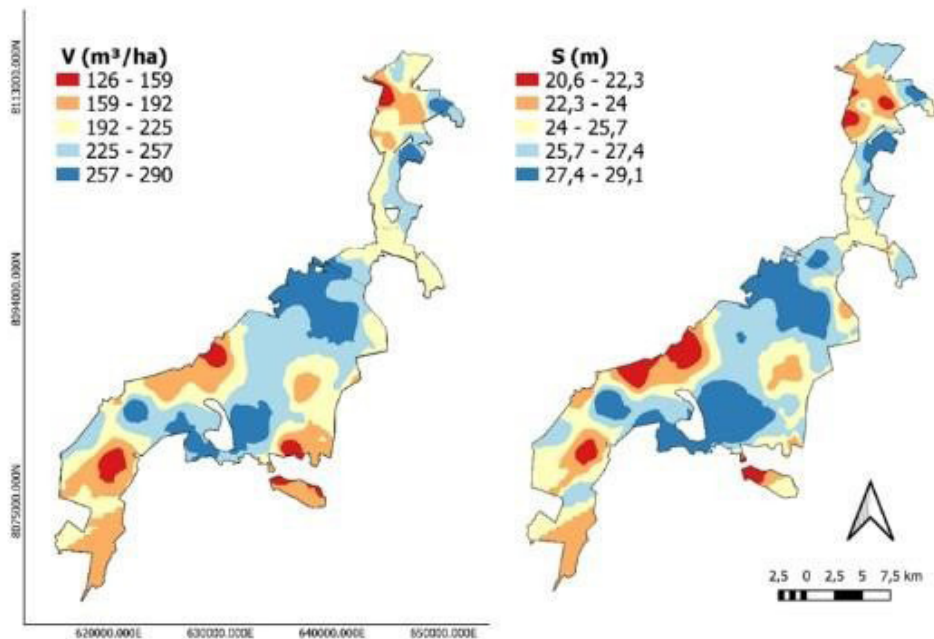 V (m³/ha)
126 - 159
159 - 192
192 - 225
225 - 257
257 - 290
S (m)
20,6 - 22,3
22,3 - 24
24 - 25,7
25,7 - 27,4
27,4 - 29,1
8113000.000N
8094000.000N
8075000.000N
2,5 0 2,5 5 7,5 km
620000.000E 630000.000E 640000.000E 650000.000E